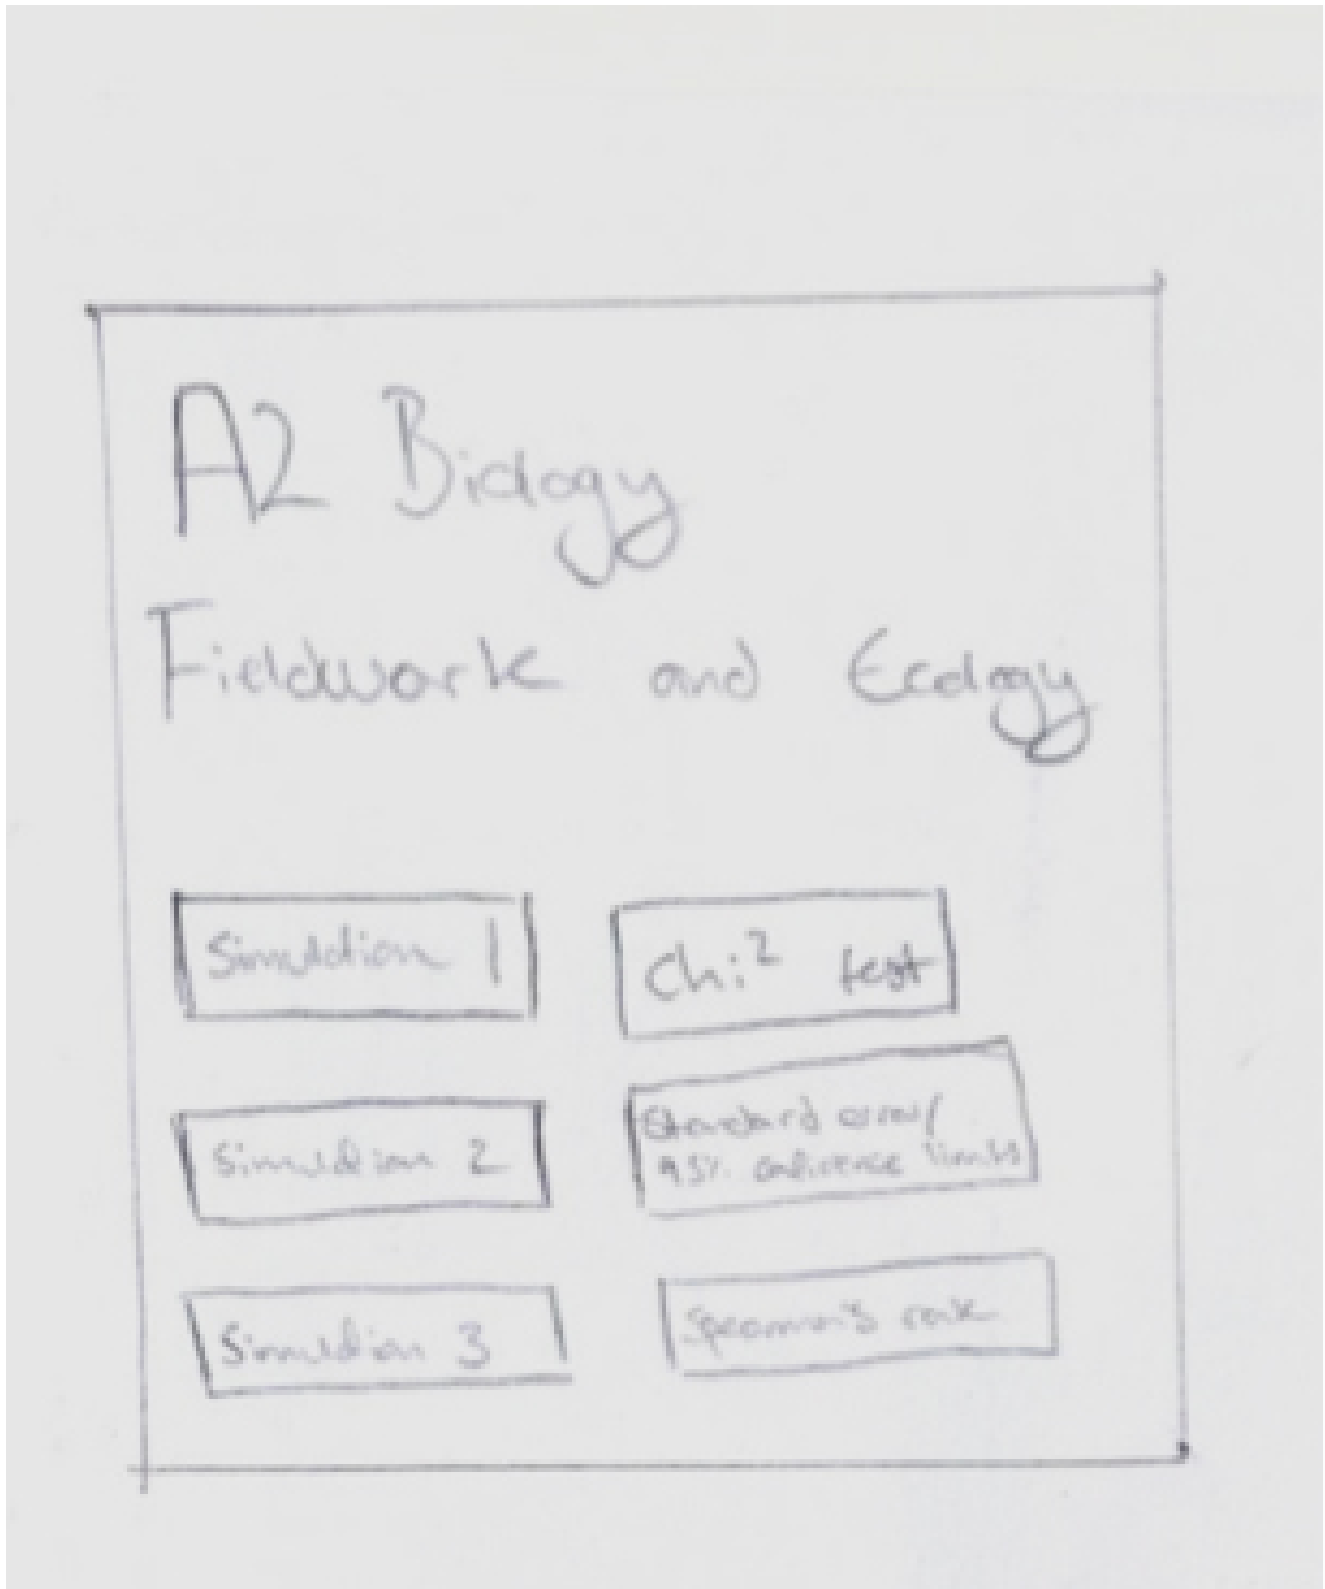 A2 Biology
Fieldwork and Ecology
Simulation 1
Chi² test
Simulation 2
Standard error/
95% confidence limits
Simulation 3
Spearman's rank